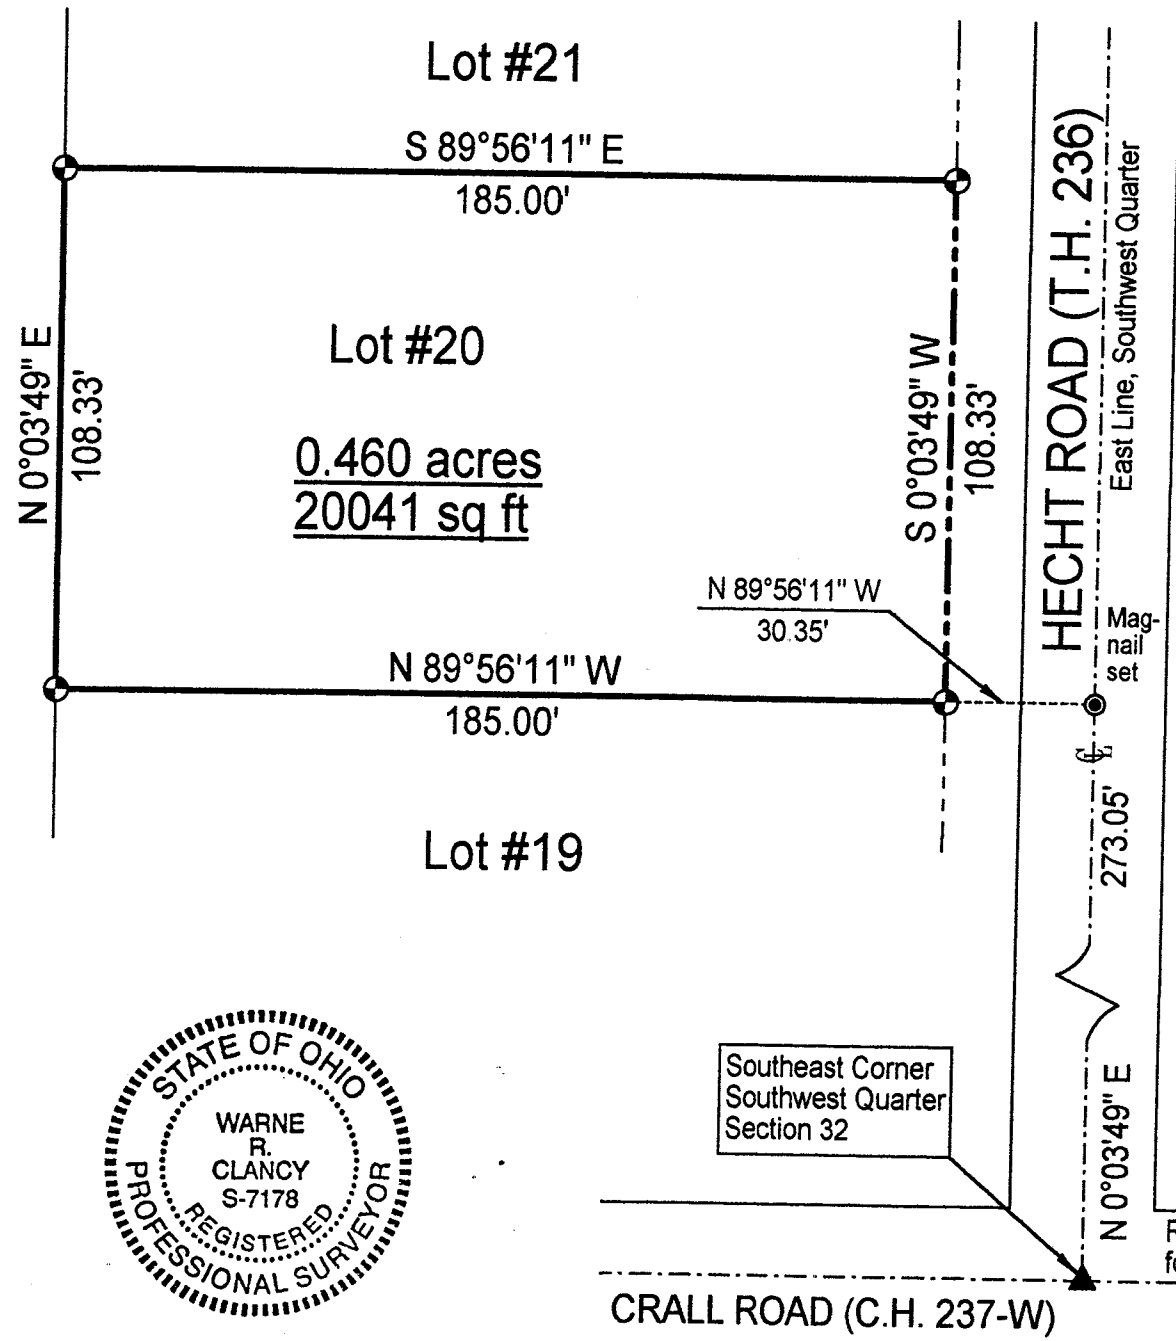 Lot #21
S 89°56'11" E
185.00'
N 0°03'49" E
108.33'
Lot #20
0.460 acres
20041 sq ft
S 0°03'49" W
108.33'
HECHT ROAD (T.H. 236)
East Line, Southwest Quarter
N 89°56'11" W
30.35'
Mag-
nail
set
N 89°56'11" W
185.00'
℄
273.05'
Lot #19
N 0°03'49" E
Southeast Corner
Southwest Quarter
Section 32
STATE OF OHIO
WARNE
R.
CLANCY
S-7178
REGISTERED
PROFESSIONAL SURVEYOR
CRALL ROAD (C.H. 237-W)